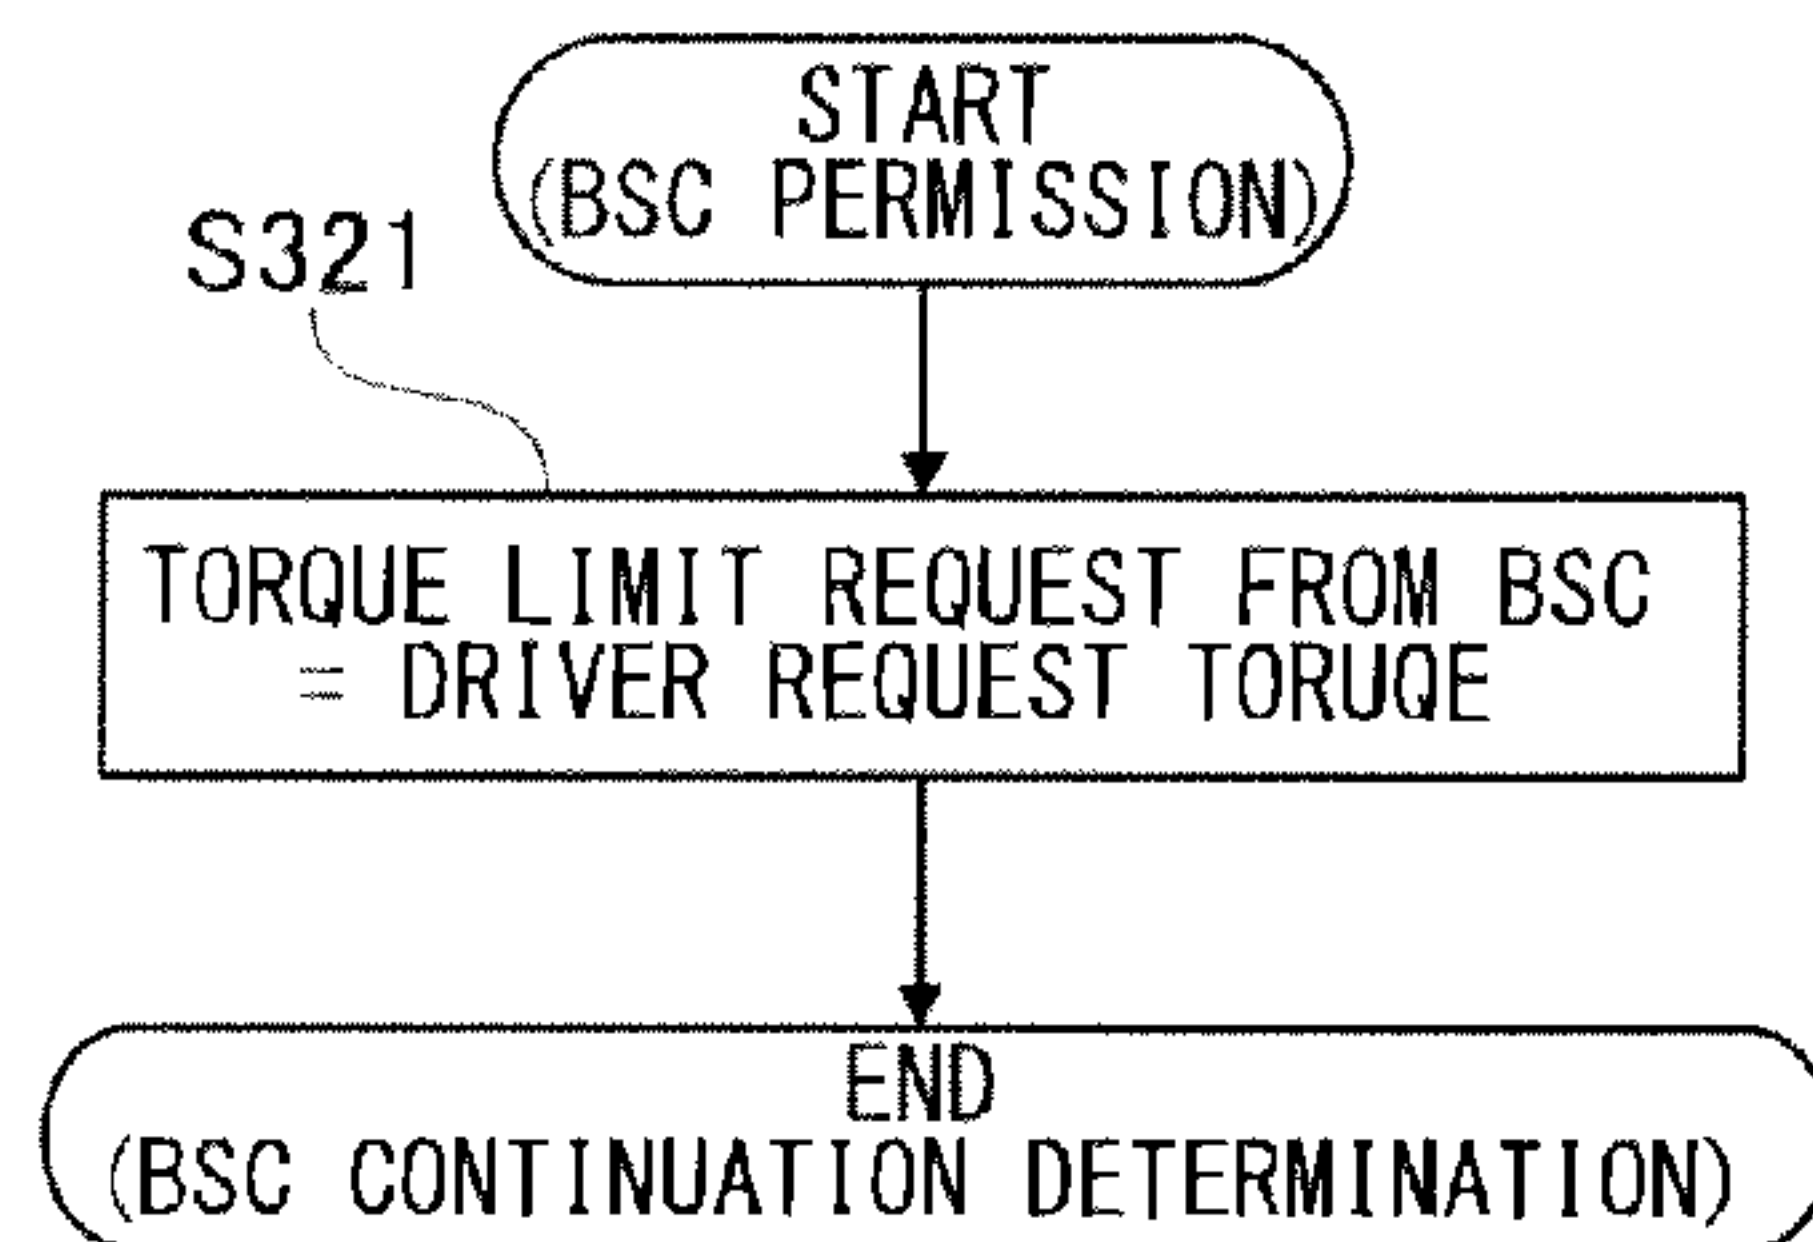 START
(BSC PERMISSION)
S321
TORQUE LIMIT REQUEST FROM BSC
= DRIVER REQUEST TORUQE
END
(BSC CONTINUATION DETERMINATION)